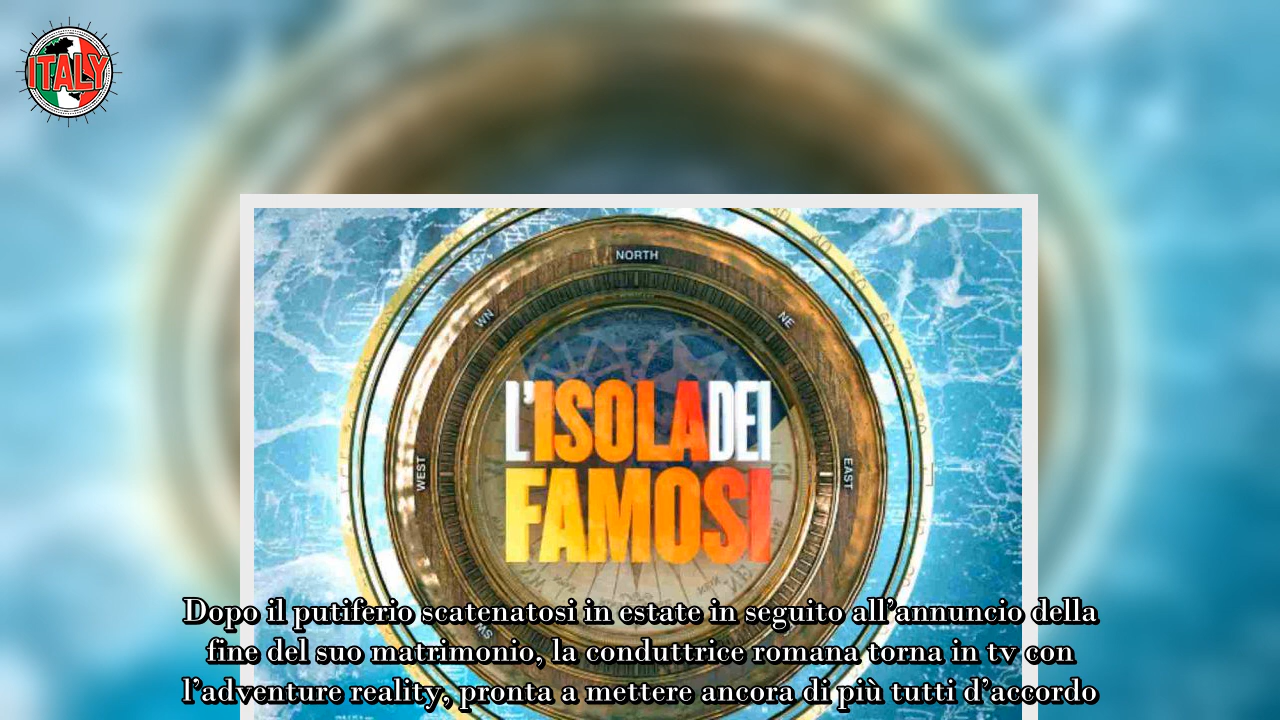 ITALY
NORTH
WN
NE
WEST
EAST
L'ISOLA DEI
FAMOSI
SW
Dopo il putiferio scatenatosi in estate in seguito all'annuncio della
fine del suo matrimonio, la conduttrice romana torna in tv con
l'adventure reality, pronta a mettere ancora di più tutti d'accordo